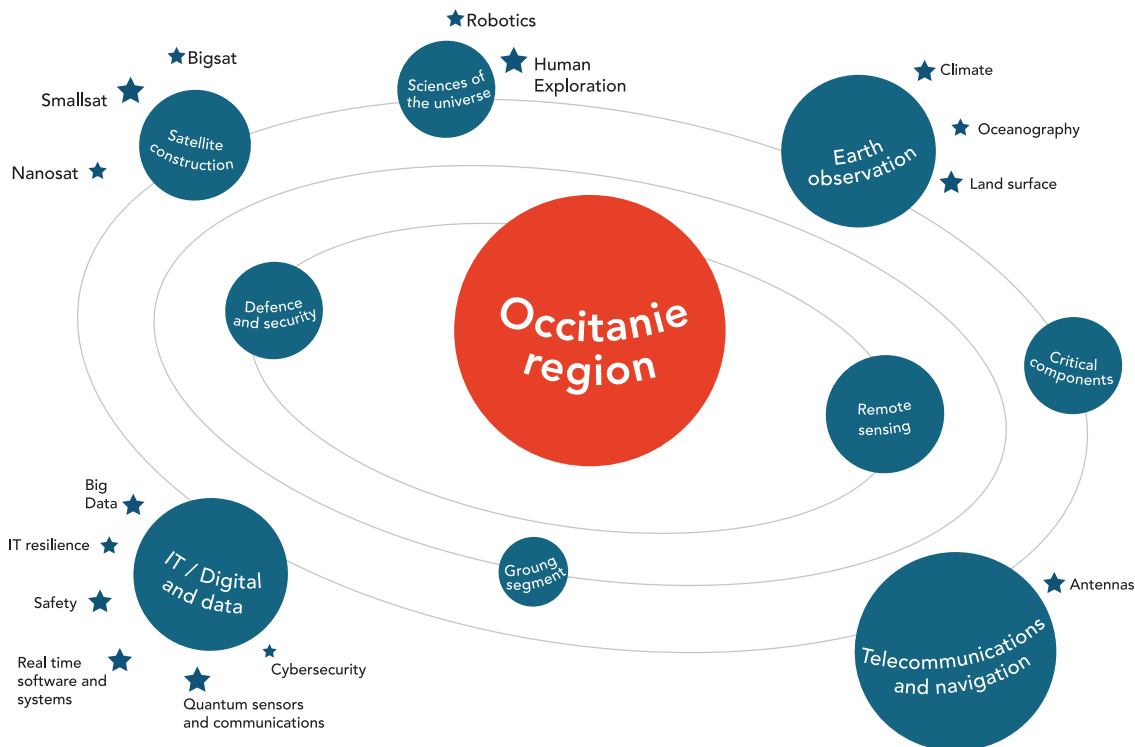 Robotics
Bigsat
Human
Exploration
Sciences of
the universe
Climate
Smallsat
Satellite
construction
Oceanography
Earth
observation
Nanosat
Land surface
Defence
and security
Occitanie
region
Critical
components
Remote
sensing
Big
Data
IT resilience
IT / Digital
and data
Groung
segment
Antennas
Safety
Telecommunications
and navigation
Real time
software and
systems
Cybersecurity
Quantum sensors
and communications